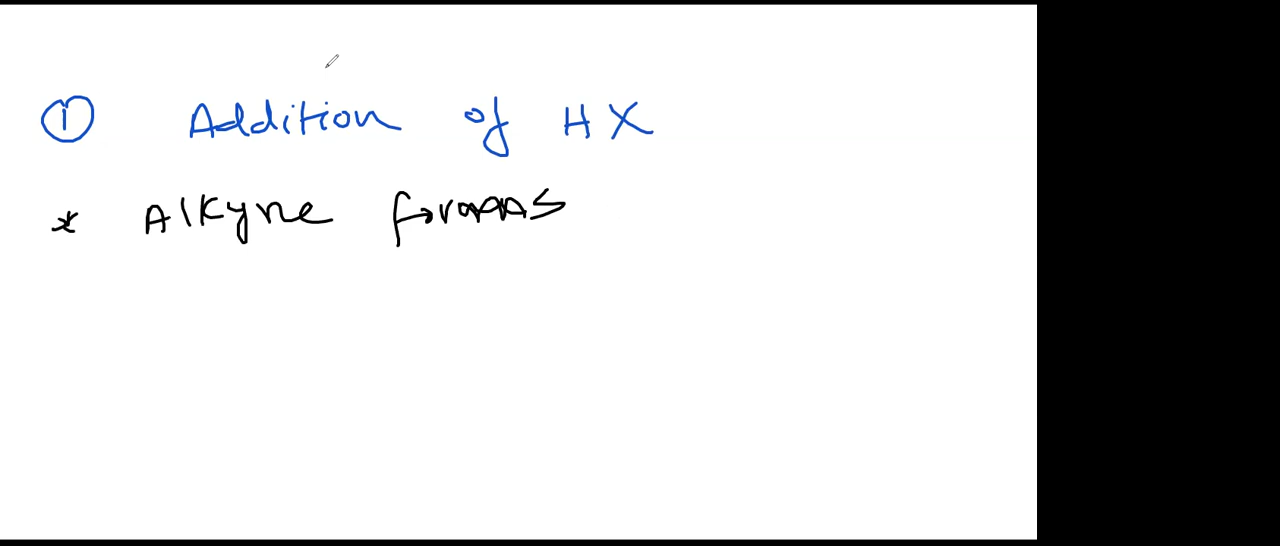 ① Addition of HX
* Alkyne forms